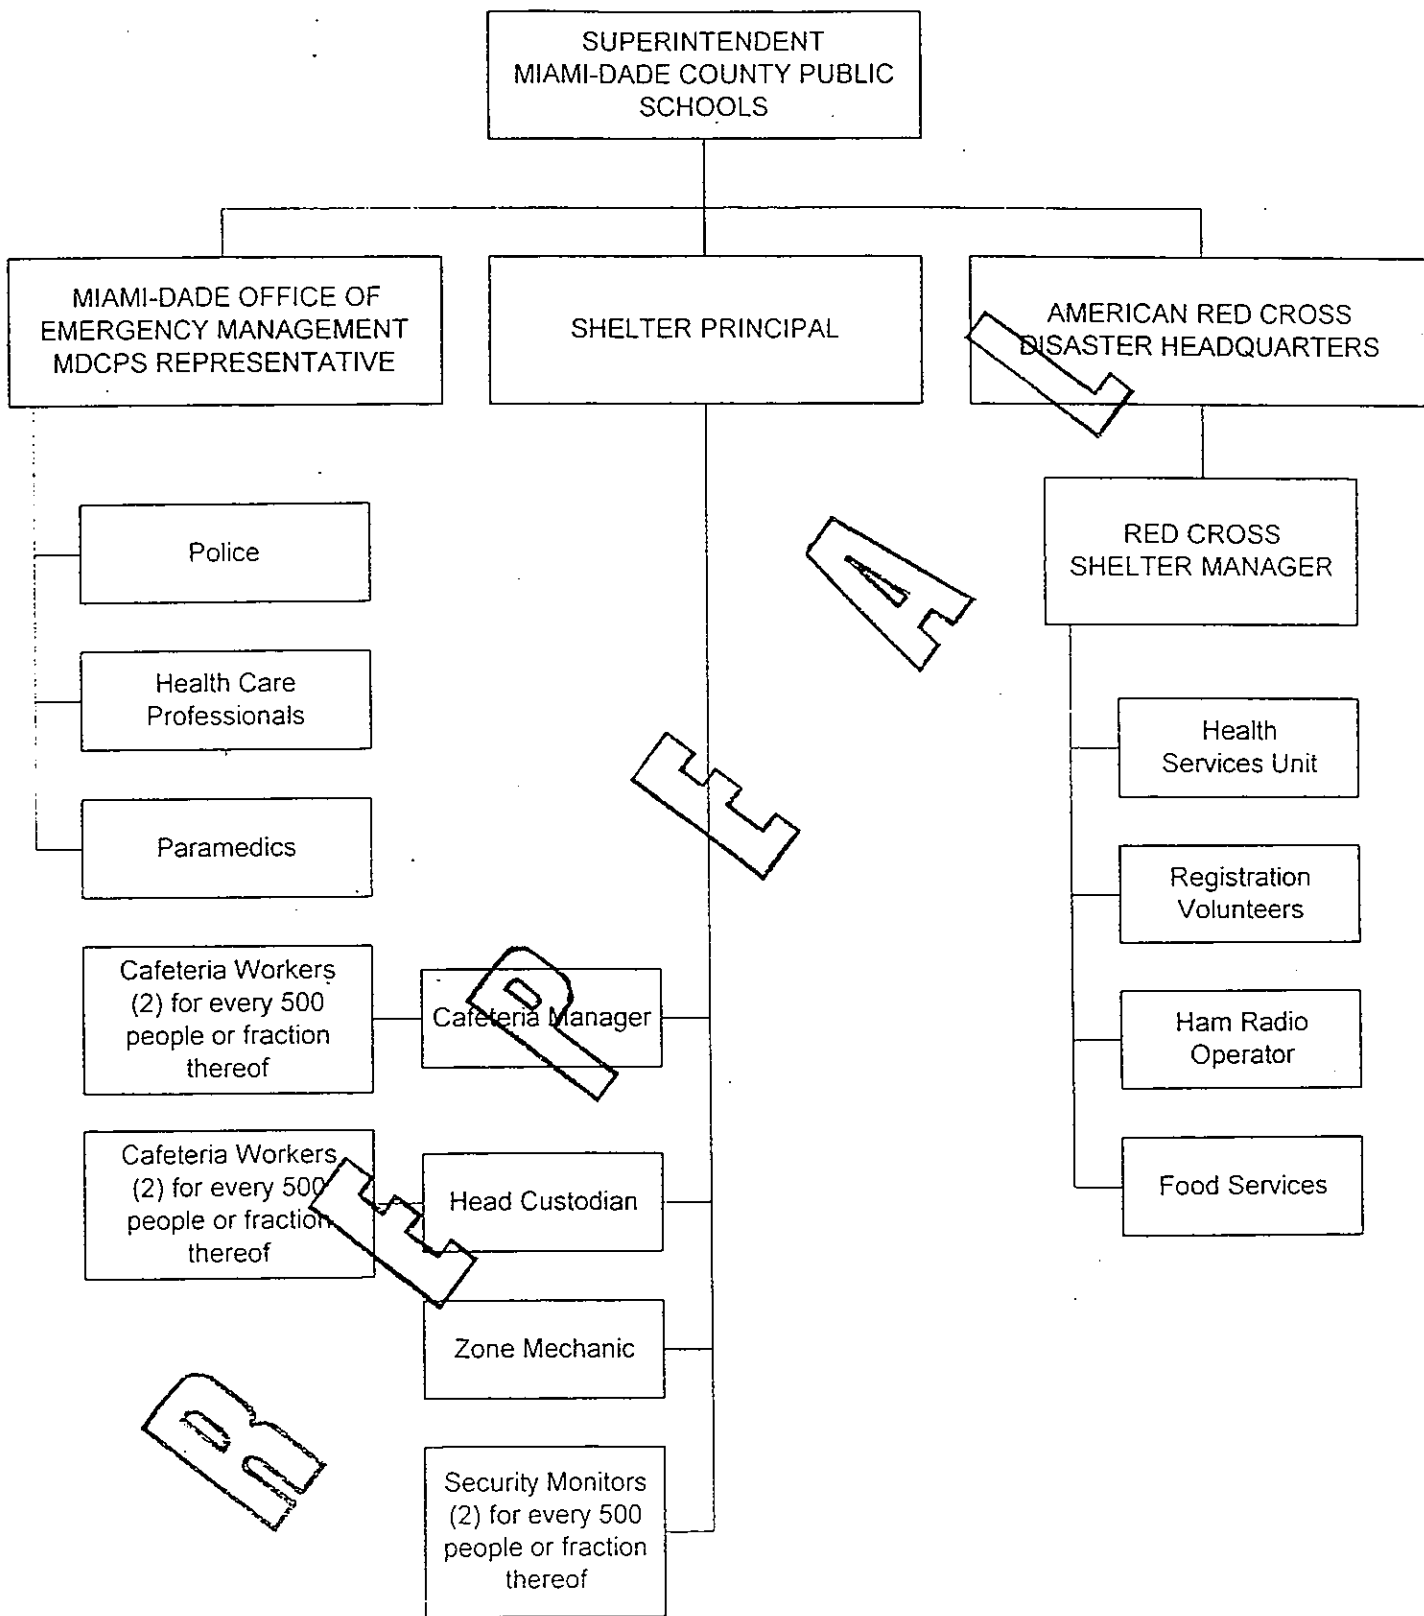 SUPERINTENDENT
MIAMI-DADE COUNTY PUBLIC
SCHOOLS
MIAMI-DADE OFFICE OF
EMERGENCY MANAGEMENT
MDCPS REPRESENTATIVE
SHELTER PRINCIPAL
AMERICAN RED CROSS
DISASTER HEADQUARTERS
Police
Health Care
Professionals
Paramedics
Cafeteria Workers
(2) for every 500
people or fraction
thereof
Cafeteria Manager
Cafeteria Workers
(2) for every 500
people or fraction
thereof
Head Custodian
Zone Mechanic
Security Monitors
(2) for every 500
people or fraction
thereof
RED CROSS
SHELTER MANAGER
Health
Services Unit
Registration
Volunteers
Ham Radio
Operator
Food Services
REPEAL